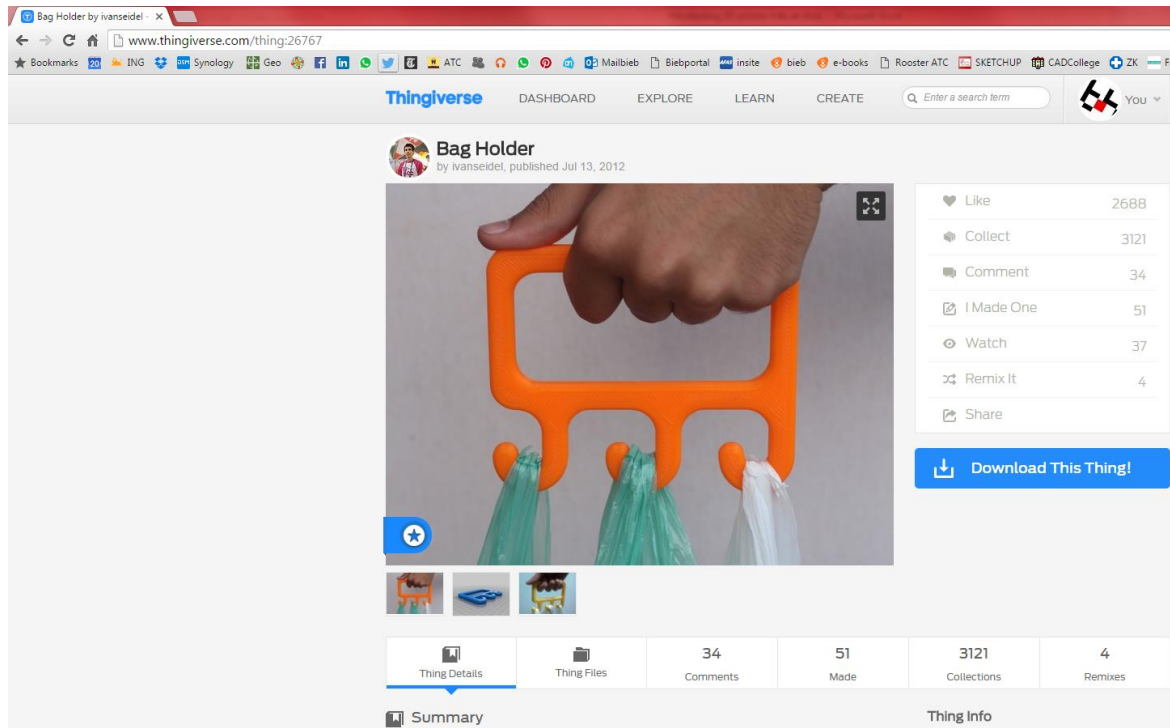 Bag Holder by ivanseidel -
www.thingiverse.com/thing:26767
Bookmarks 20 ING Synology Geo ATC Mailbieb Biebportal insite bieb e-books Rooster ATC SKETCHUP CADCollege ZK F
Thingiverse DASHBOARD EXPLORE LEARN CREATE Enter a search term You
Bag Holder
by ivanseidel, published Jul 13, 2012
Like 2688
Collect 3121
Comment 34
I Made One 51
Watch 37
Remix It 4
Share
Download This Thing!
Thing Details
Thing Files
34 Comments
51 Made
3121 Collections
4 Remixes
Summary
Thing Info